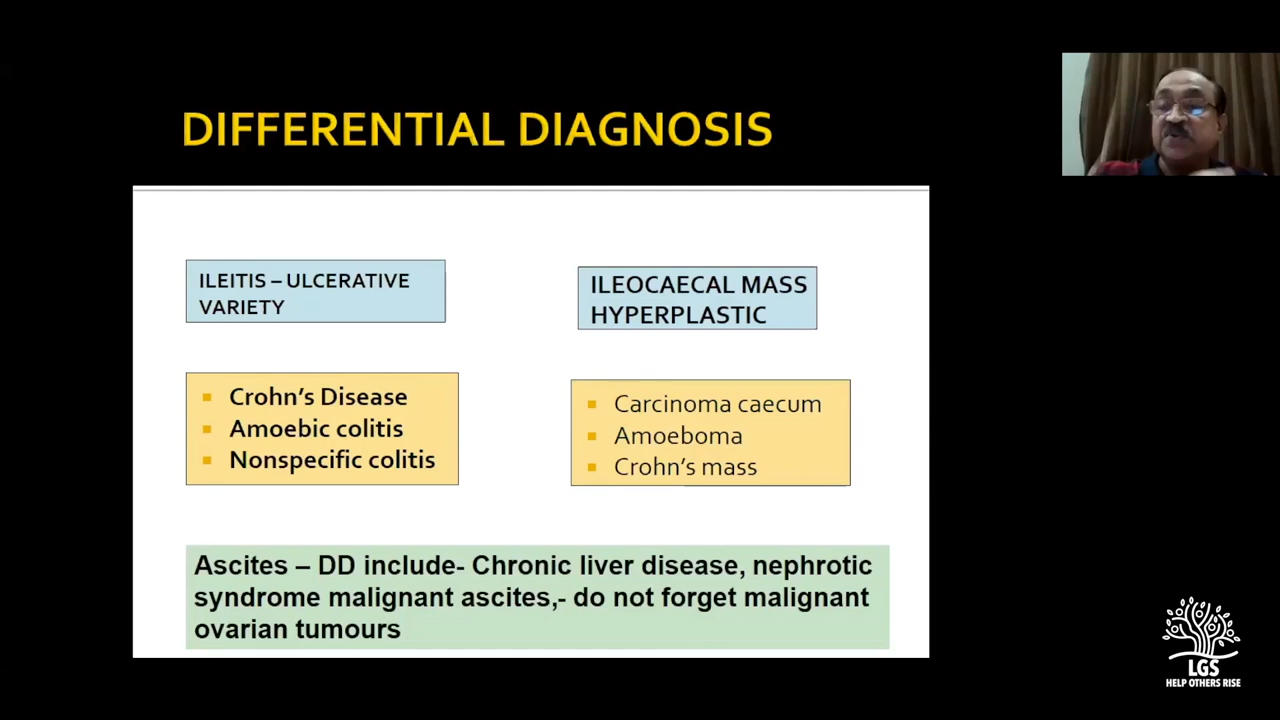 DIFFERENTIAL DIAGNOSIS
ILEITIS – ULCERATIVE
VARIETY
ILEOCAECAL MASS
HYPERPLASTIC
Crohn’s Disease
Amoebic colitis
Nonspecific colitis
Carcinoma caecum
Amoeboma
Crohn’s mass
Ascites – DD include- Chronic liver disease, nephrotic
syndrome malignant ascites,- do not forget malignant
ovarian tumours
LGS
HELP OTHERS RISE